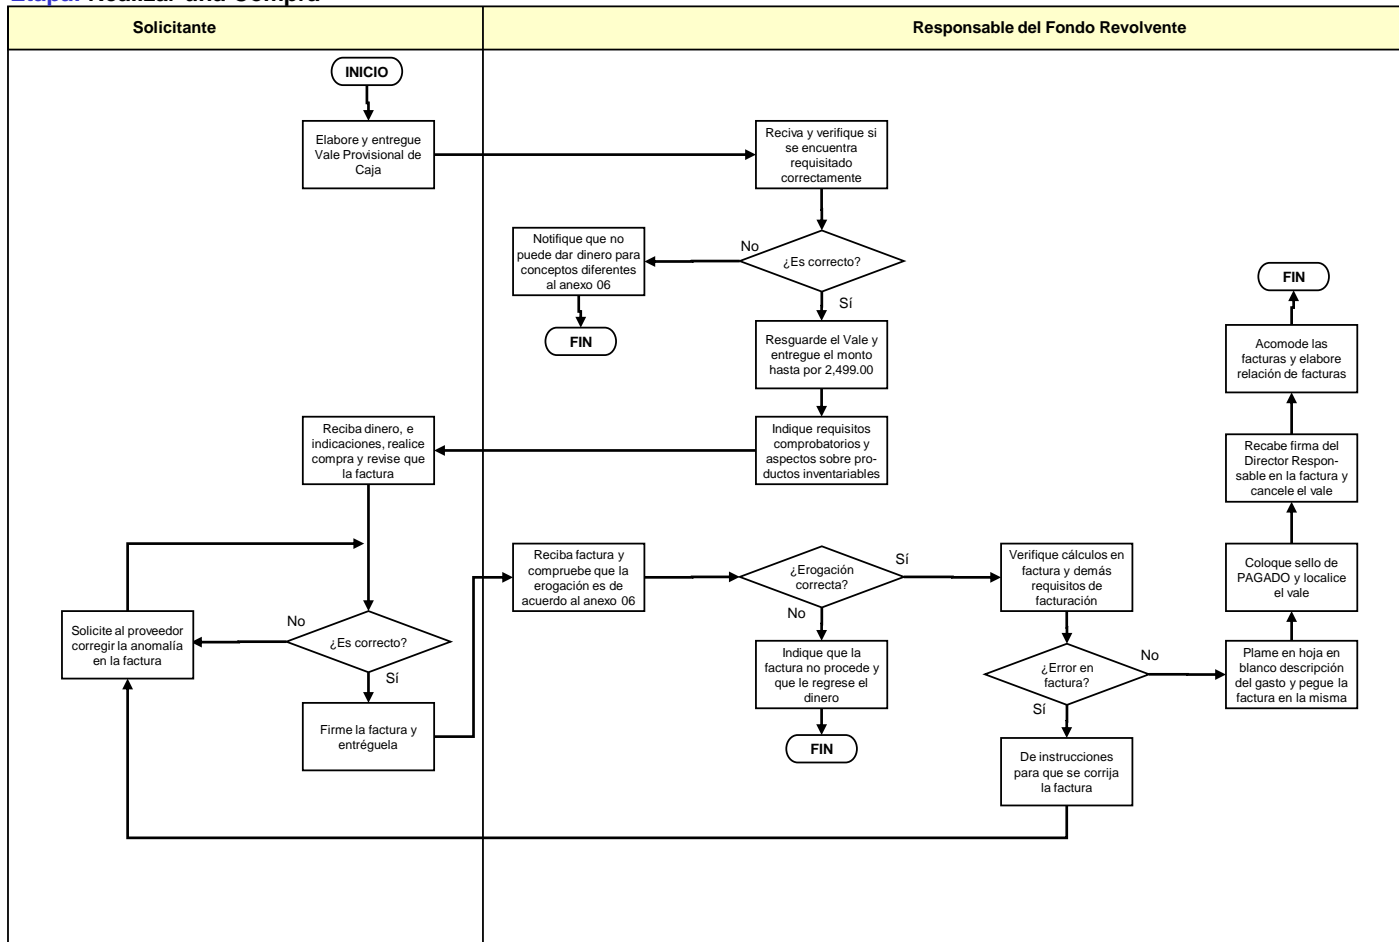 Etapa: Realizar una Compra
Solicitante
Responsable del Fondo Revolvente
INICIO
Elabore y entregue
Vale Provisional de
Caja
Reciva y verifique si
se encuentra
requisitado
correctamente
¿Es correcto?
No
Sí
Notifique que no
puede dar dinero para
conceptos diferentes
al anexo 06
FIN
Resguarde el Vale y
entregue el monto
hasta por 2,499.00
Indique requisitos
comprobatorios y
aspectos sobre pro-
ductos inventariables
Reciba dinero, e
indicaciones, realice
compra y revise que
la factura
¿Es correcto?
No
Sí
Solicite al proveedor
corregir la anomalía
en la factura
Firme la factura y
entréguela
Reciba factura y
compruebe que la
erogación es de
acuerdo al anexo 06
¿Erogación
correcta?
Sí
No
Indique que la
factura no procede y
que le regrese el
dinero
FIN
Verifique cálculos en
factura y demás
requisitos de
facturación
¿Error en
factura?
No
Sí
De instrucciones
para que se corrija
la factura
Plame en hoja en
blanco descripción
del gasto y pegue la
factura en la misma
Coloque sello de
PAGADO y localice
el vale
Recabe firma del
Director Respon-
sable en la factura y
cancele el vale
Acomode las
facturas y elabore
relación de facturas
FIN